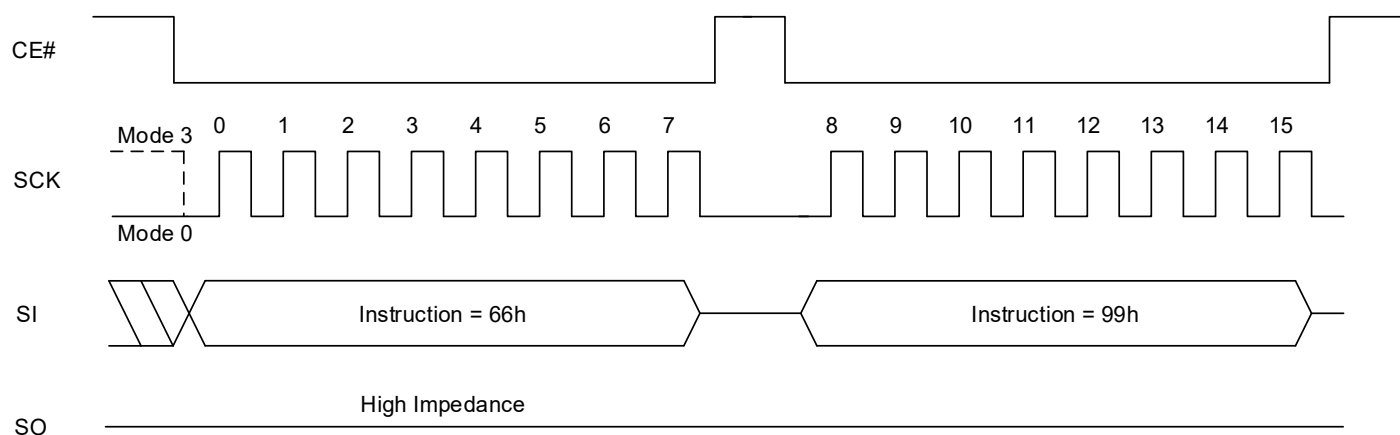 CE#
Mode 3
0 1 2 3 4 5 6 7 8 9 10 11 12 13 14 15
SCK
Mode 0
SI
Instruction = 66h
Instruction = 99h
High Impedance
SO